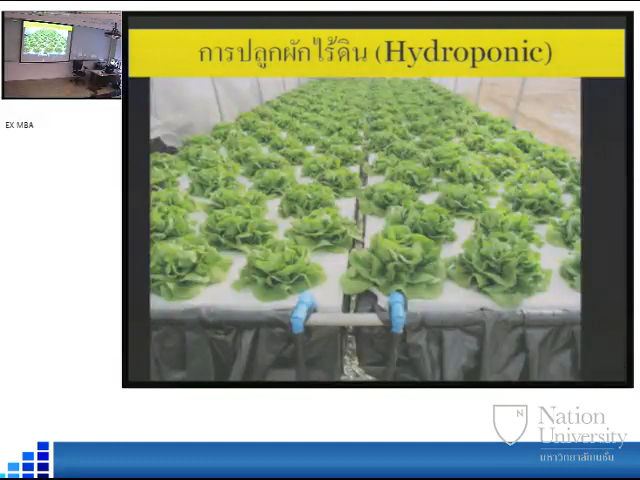 การปลูกผักไร้ดิน (Hydroponic)
EX MBA
N
Nation
University
มหาวิทยาลัยเนชั่น